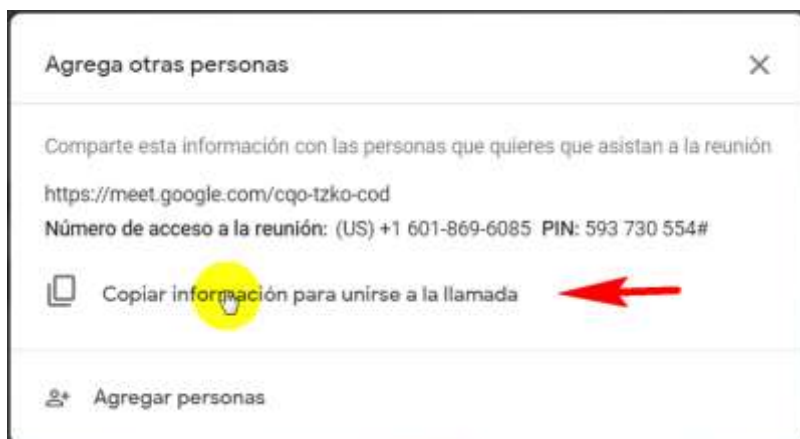 Agrega otras personas
Comparte esta información con las personas que quieres que asistan a la reunión
https://meet.google.com/cqo-tzko-cod
Número de acceso a la reunión: (US) +1 601-869-6085 PIN: 593 730 554#
Copiar información para unirse a la llamada
Agregar personas